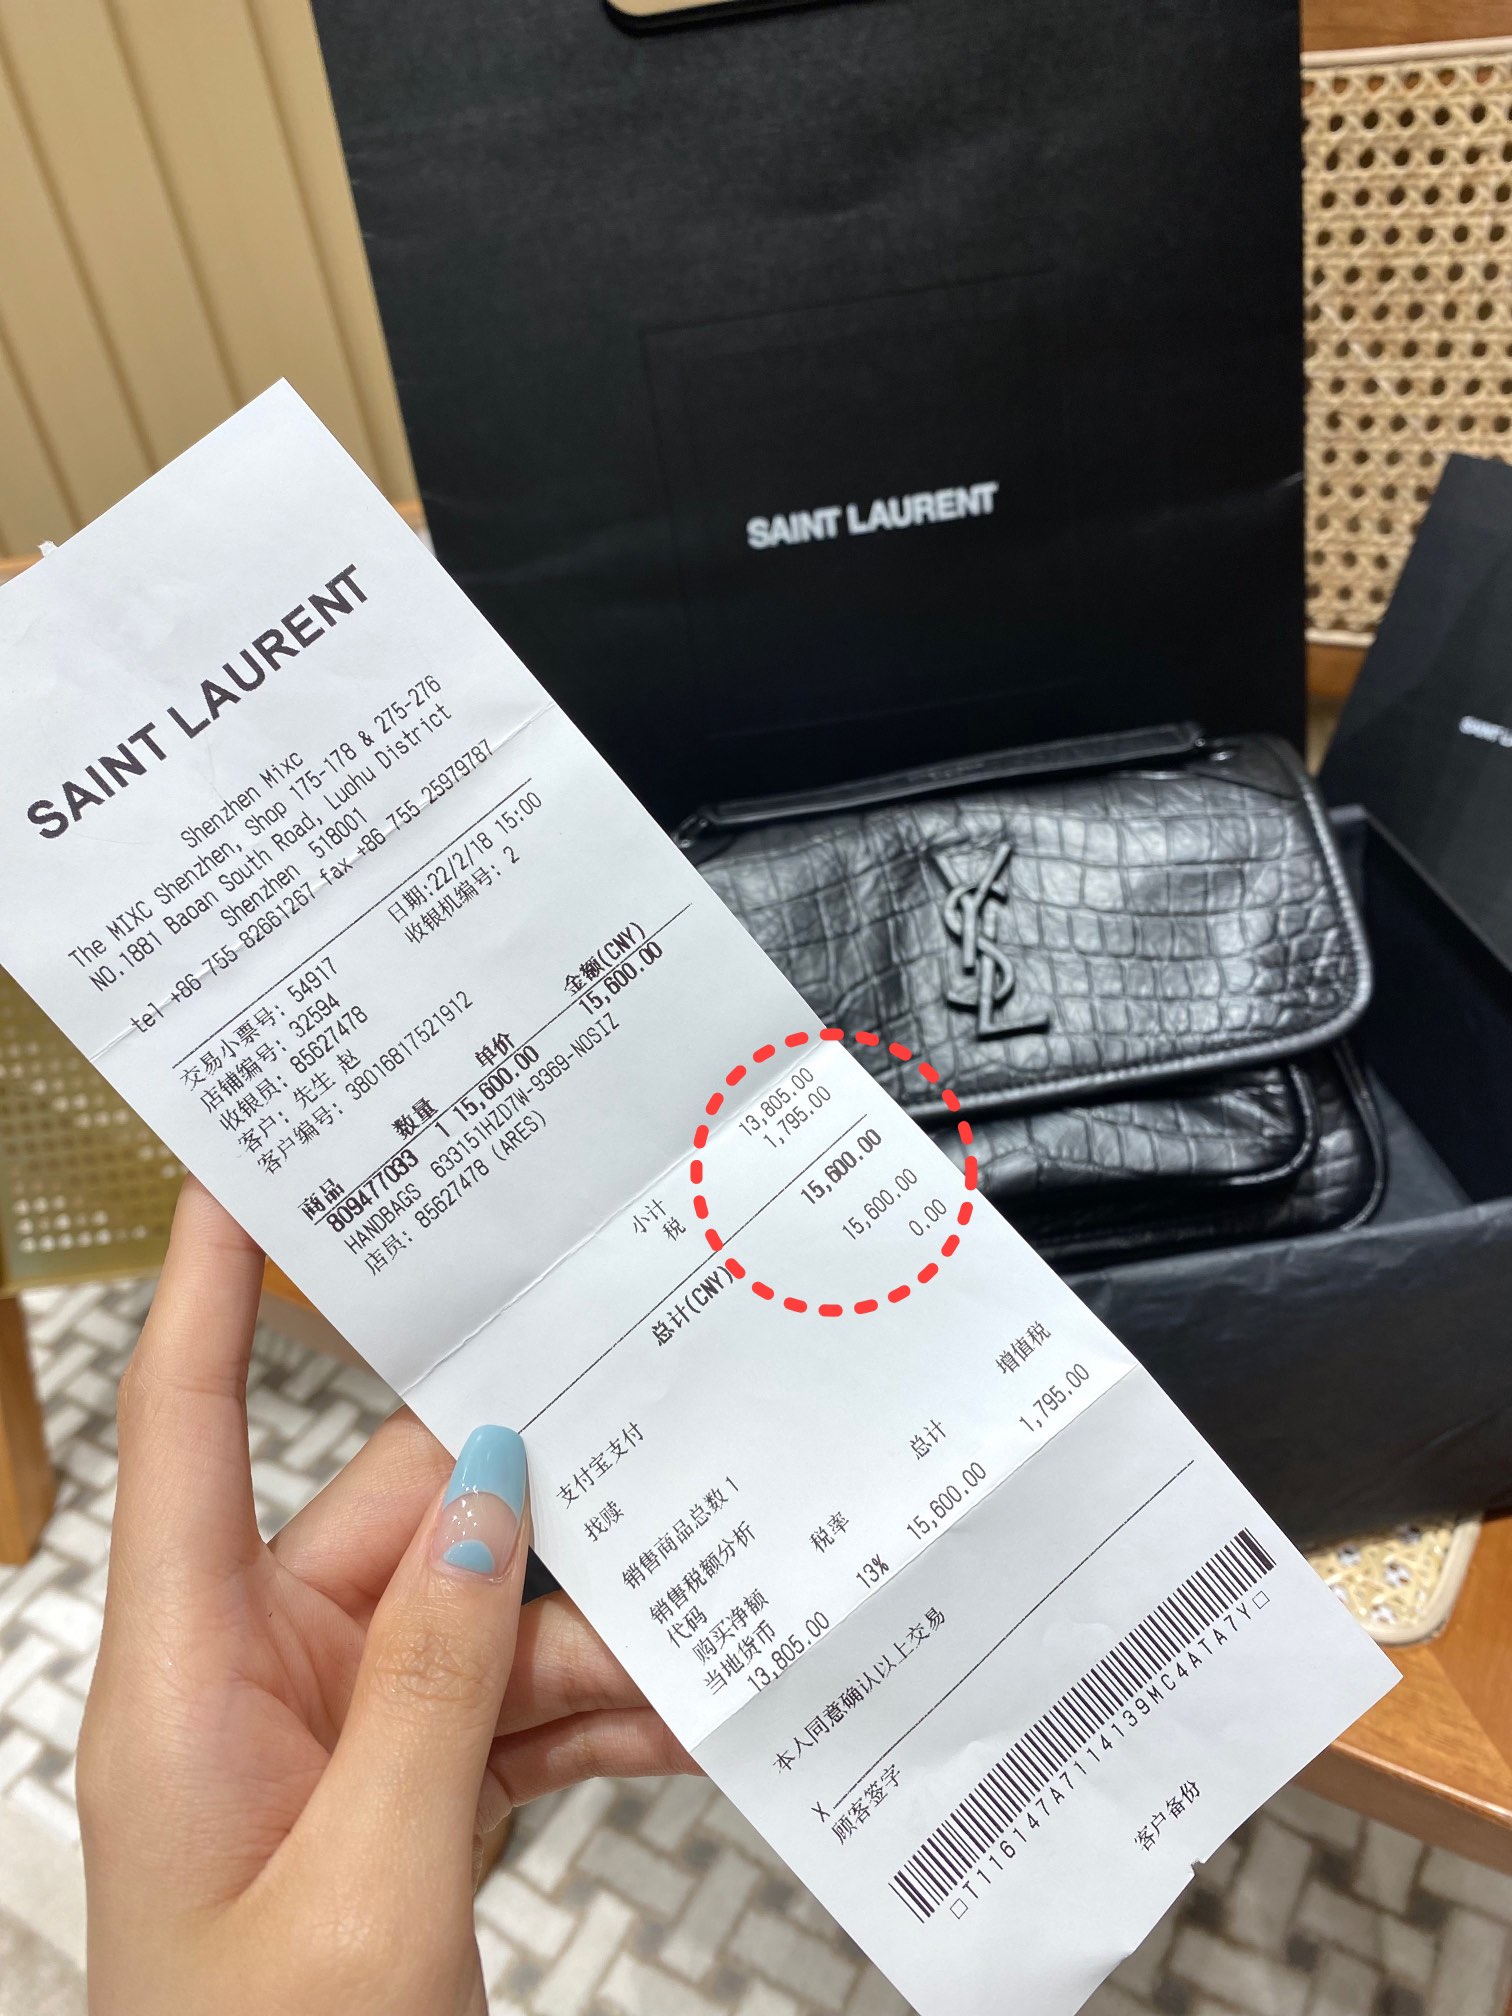 SAINT LAURENT
SAINT LAURENT
Shenzhen Mixc
The MIXC Shenzhen, Shop 175-178 & 275-276
NO.1881 Baoan South Road, Luohu District
Shenzhen 518001
tel +86 755 82661267 fax +86 755 25979787
交易小票号: 54917 日期:22/2/18 15:00
店铺编号: 32594 收银机编号: 2
收银员: 85627478
客户: 先生 赵
客户编号: 3801681752​1912
商品 数量 单价 金额(CNY)
809477033 1 15,600.00 15,600.00
HANDBAGS 633151HZD7W-9369-NOSIZ
店员: 85627478 (ARES)
小计 13,805.00
税 1,795.00
总计(CNY) 15,600.00
支付宝支付 15,600.00
找赎 0.00
销售商品总数 1
销售税额分析
代码 税率 总计 增值税
购买净额 13% 15,600.00 1,795.00
当地货币
13,805.00
本人同意确认以上交易
X
顾客签字
T116147A7114139MC4ATA7Y
客户备份
YSL